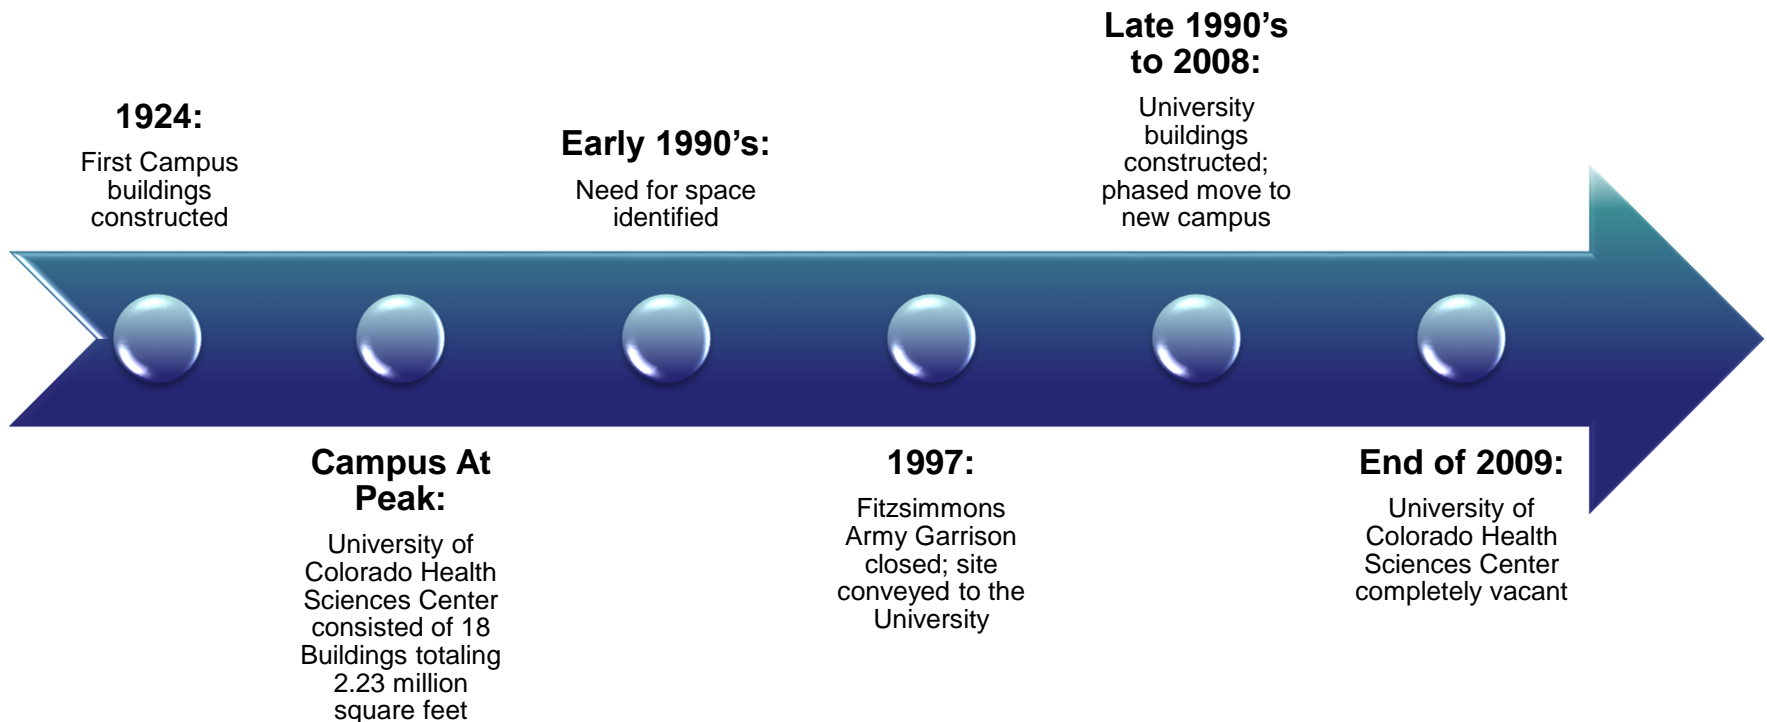 1924:
First Campus
buildings
constructed
Campus At
Peak:
University of
Colorado Health
Sciences Center
consisted of 18
Buildings totaling
2.23 million
square feet
Early 1990’s:
Need for space
identified
1997:
Fitzsimmons
Army Garrison
closed; site
conveyed to the
University
Late 1990’s
to 2008:
University
buildings
constructed;
phased move to
new campus
End of 2009:
University of
Colorado Health
Sciences Center
completely vacant